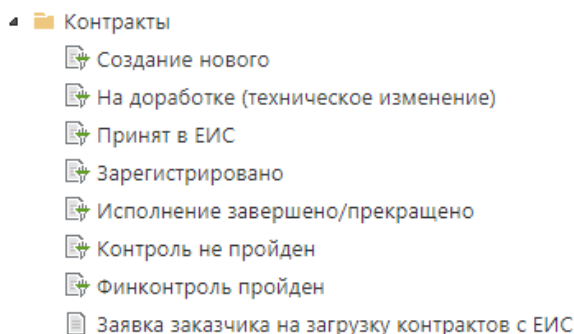 Контракты
Создание нового
На доработке (техническое изменение)
Принят в ЕИС
Зарегистрировано
Исполнение завершено/прекращено
Контроль не пройден
Финконтроль пройден
Заявка заказчика на загрузку контрактов с ЕИС